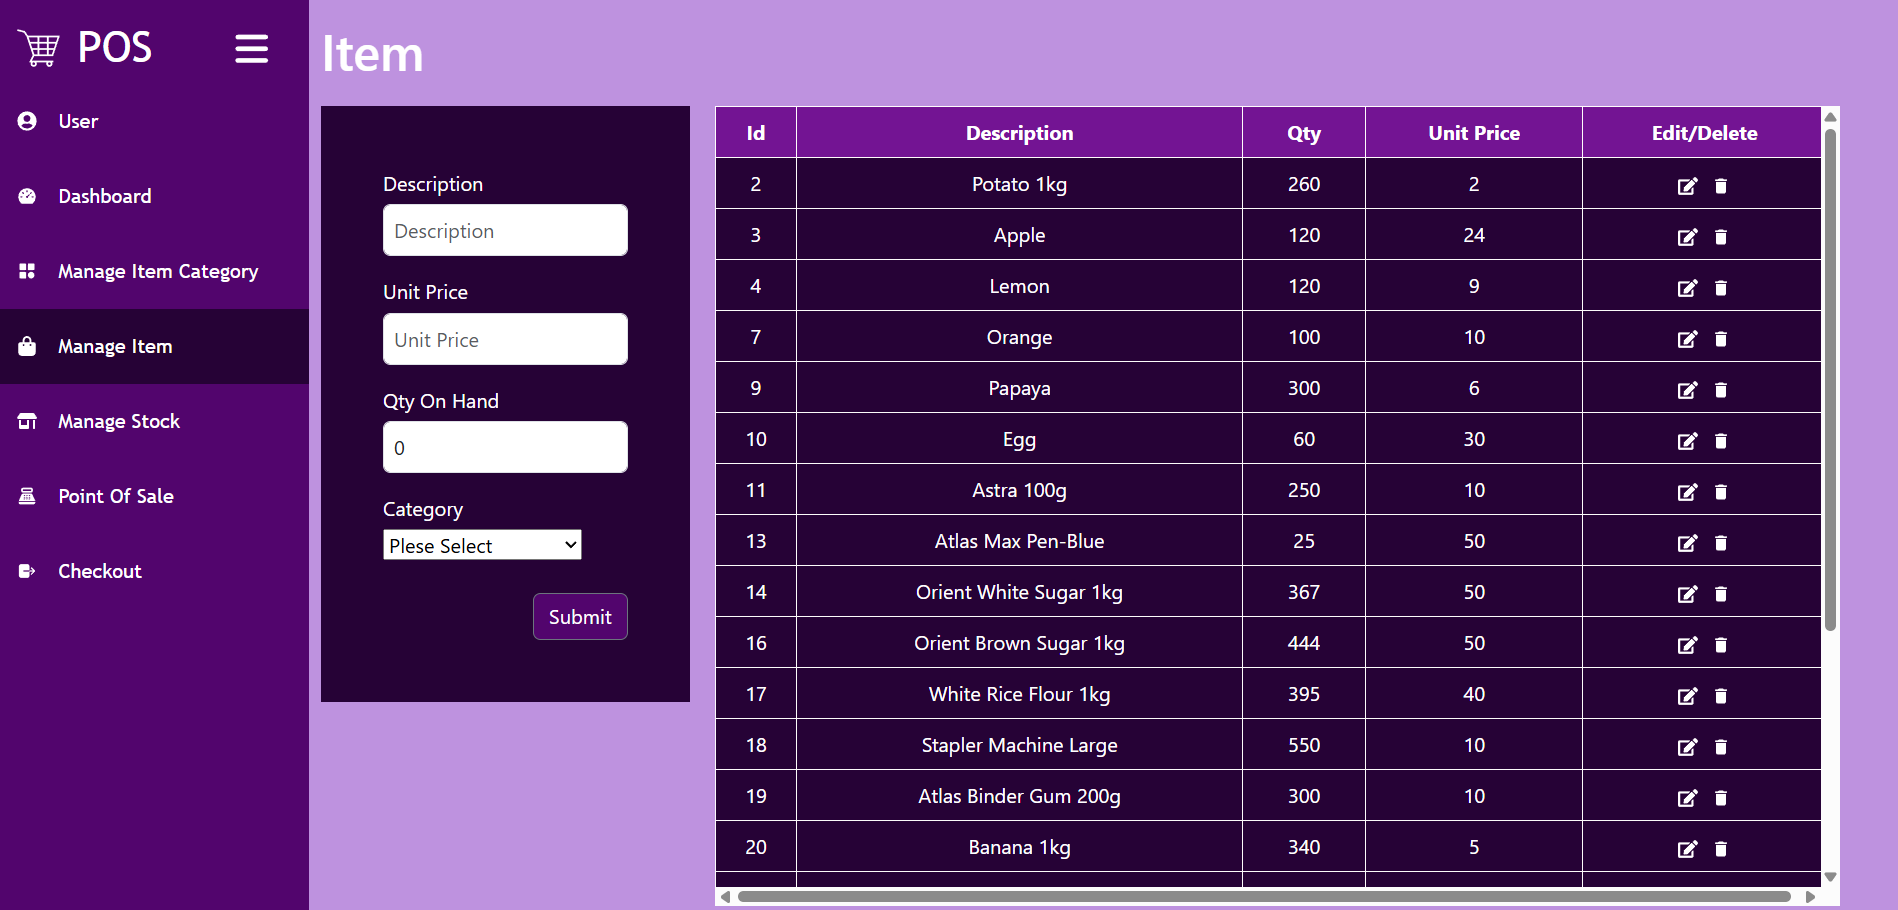 POS
User
Dashboard
Manage Item Category
Manage Item
Manage Stock
Point Of Sale
Checkout
Item
Description
Description
Unit Price
Unit Price
Qty On Hand
0
Category
Plese Select
Submit
Id Description Qty Unit Price Edit/Delete
2 Potato 1kg 260 2
3 Apple 120 24
4 Lemon 120 9
7 Orange 100 10
9 Papaya 300 6
10 Egg 60 30
11 Astra 100g 250 10
13 Atlas Max Pen-Blue 25 50
14 Orient White Sugar 1kg 367 50
16 Orient Brown Sugar 1kg 444 50
17 White Rice Flour 1kg 395 40
18 Stapler Machine Large 550 10
19 Atlas Binder Gum 200g 300 10
20 Banana 1kg 340 5